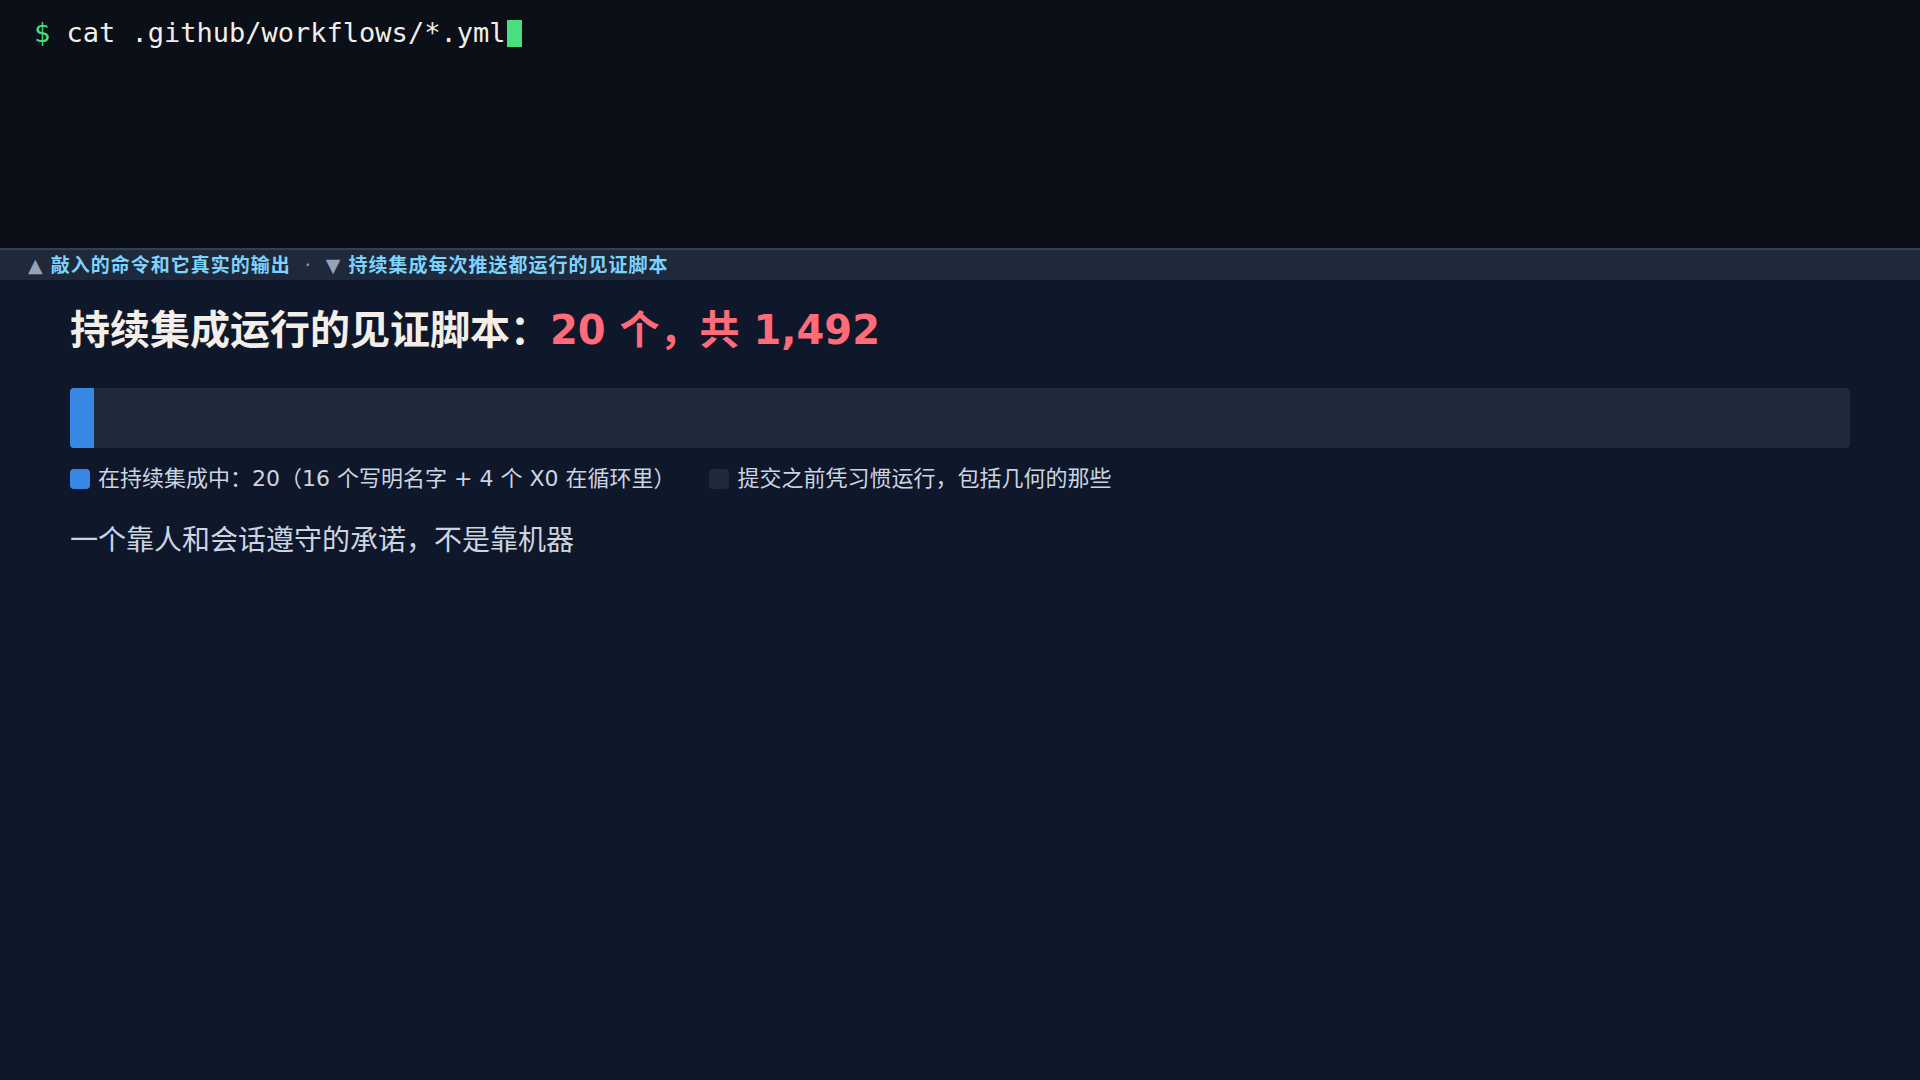 $ cat .github/workflows/*.yml
▲ 敲入的命令和它真实的输出 · ▼ 持续集成每次推送都运行的见证脚本
持续集成运行的见证脚本：20 个，共 1,492
在持续集成中：20（16 个写明名字 + 4 个 X0 在循环里） 提交之前凭习惯运行，包括几何的那些
一个靠人和会话遵守的承诺，不是靠机器